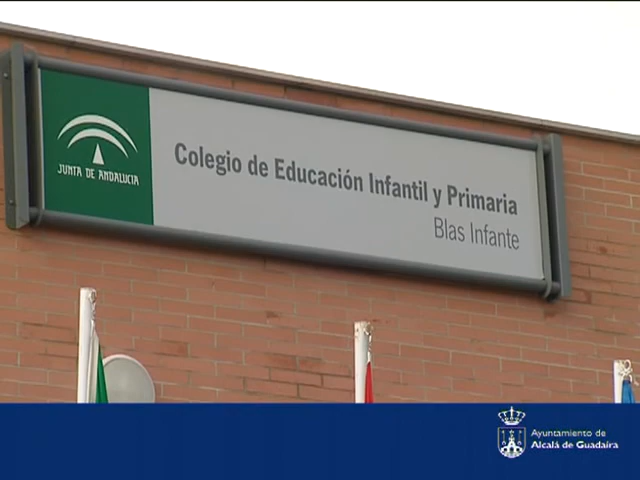 JUNTA DE ANDALUCIA
Colegio de Educación Infantil y Primaria
Blas Infante
Ayuntamiento de
Alcalá de Guadaíra